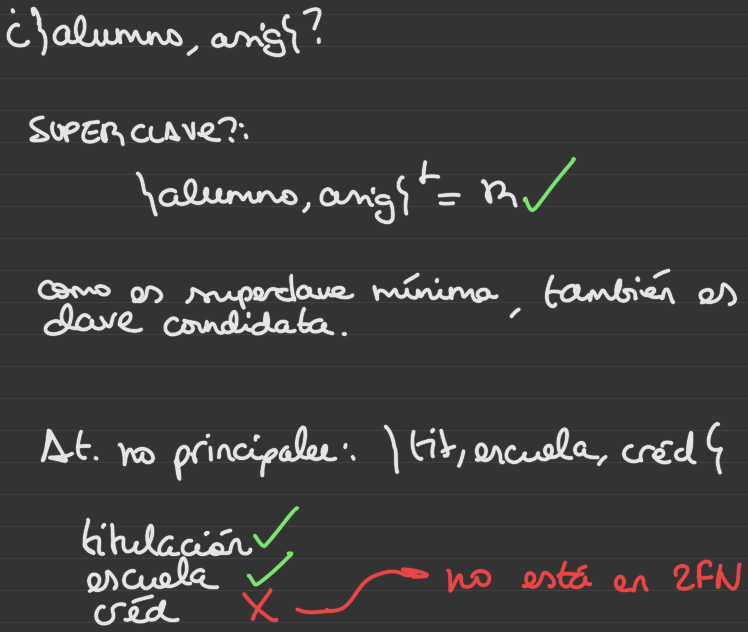 ¿{alumno, asig}?
SUPERCLAVE?:
{alumno, asig}+ = R ✓
como es superclave mínima, también es
clave candidata.
At. no principales: {tit, escuela, créd}
titulación ✓
escuela ✓
créd X → no está en 2FN